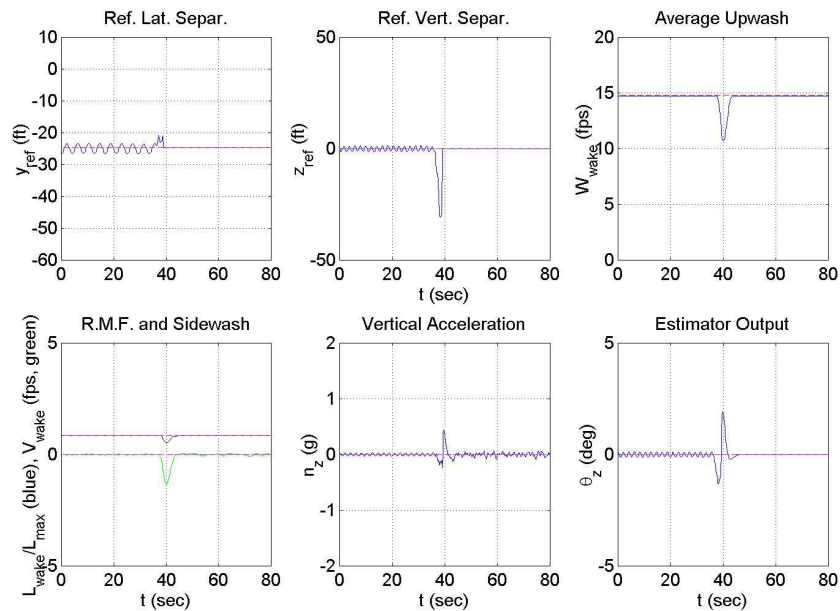 Ref. Lat. Separ.
10
0
-10
-20
-30
-40
-50
-60
y_ref (ft)
0 20 40 60 80
t (sec)
Ref. Vert. Separ.
50
0
-50
z_ref (ft)
0 20 40 60 80
t (sec)
Average Upwash
20
15
10
5
0
W_wake (fps)
0 20 40 60 80
t (sec)
R.M.F. and Sidewash
5
0
-5
L_wake/L_max (blue), V_wake (fps, green)
0 20 40 60 80
t (sec)
Vertical Acceleration
2
1
0
-1
-2
n_z (g)
0 20 40 60 80
t (sec)
Estimator Output
5
0
-5
θ_z (deg)
0 20 40 60 80
t (sec)